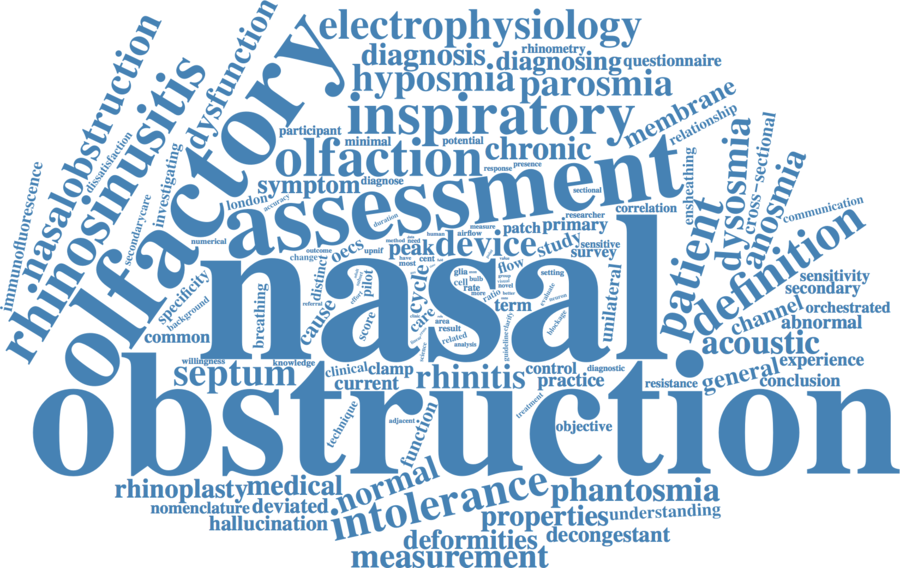 electrophysiology
diagnosis
rhinometry
diagnosing
questionnaire
hyposmia
parosmia
inspiratory
membrane
relationship
nasalobstruction
dysfunction
rhinosinusitis
dissatisfaction
immunofluorescence
investigating
secondarycare
olfactory
participant
minimal
potential
olfaction
chronic
response
presence
symptom
diagnose
assessment
sectional
ensheathing
dysosmia
cross-sectional
anosmia
communication
london
accuracy
duration
correlation
researcher
numerical
oecs
peak
device
patch
primary
study
sensitive
survey
patient
definition
outcome
change
upnif
method
need
human
airflow
measure
have
most
cent
distinct
pilot
cycle
glia
bulb
cell
rate
more
flow
group
novel
setting
ratio
term
evaluate
unilateral
sensitivity
secondary
specificity
background
common
breathing
referral
cause
effort
score
care
nasal
area
result
related
analysis
science
guideline
clarify
blockage
channel
orchestrated
abnormal
acoustic
willingness
knowledge
septum
clinical
clamp
current
rhinitis
control
diagnostic
practice
resistance
general
experience
conclusion
obstruction
technique
adjacent
function
treatment
objective
rhinoplasty
medical
normal
intolerance
phantosmia
nomenclature
deviated
hallucination
properties
understanding
deformities
decongestant
measurement